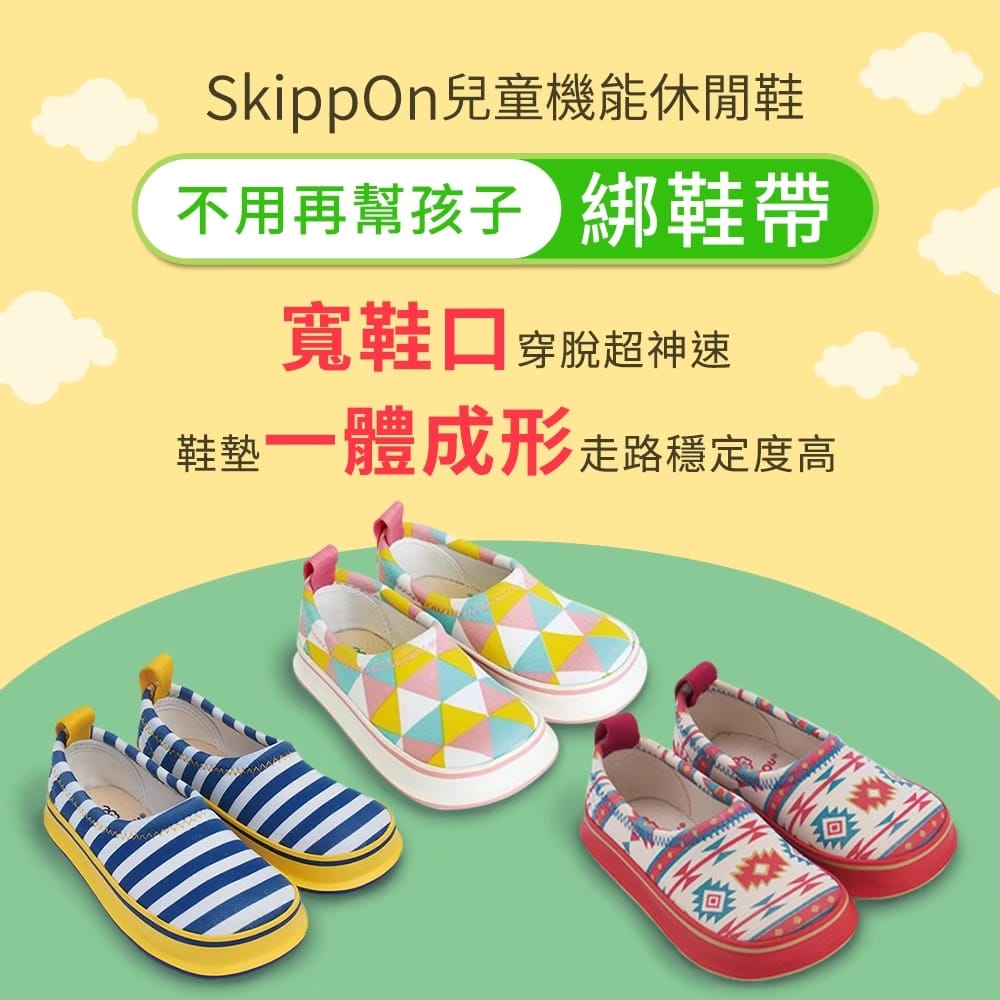 SkippOn兒童機能休閒鞋
不用再幫孩子 綁鞋帶
寬鞋口穿脫超神速
鞋墊一體成形走路穩定度高